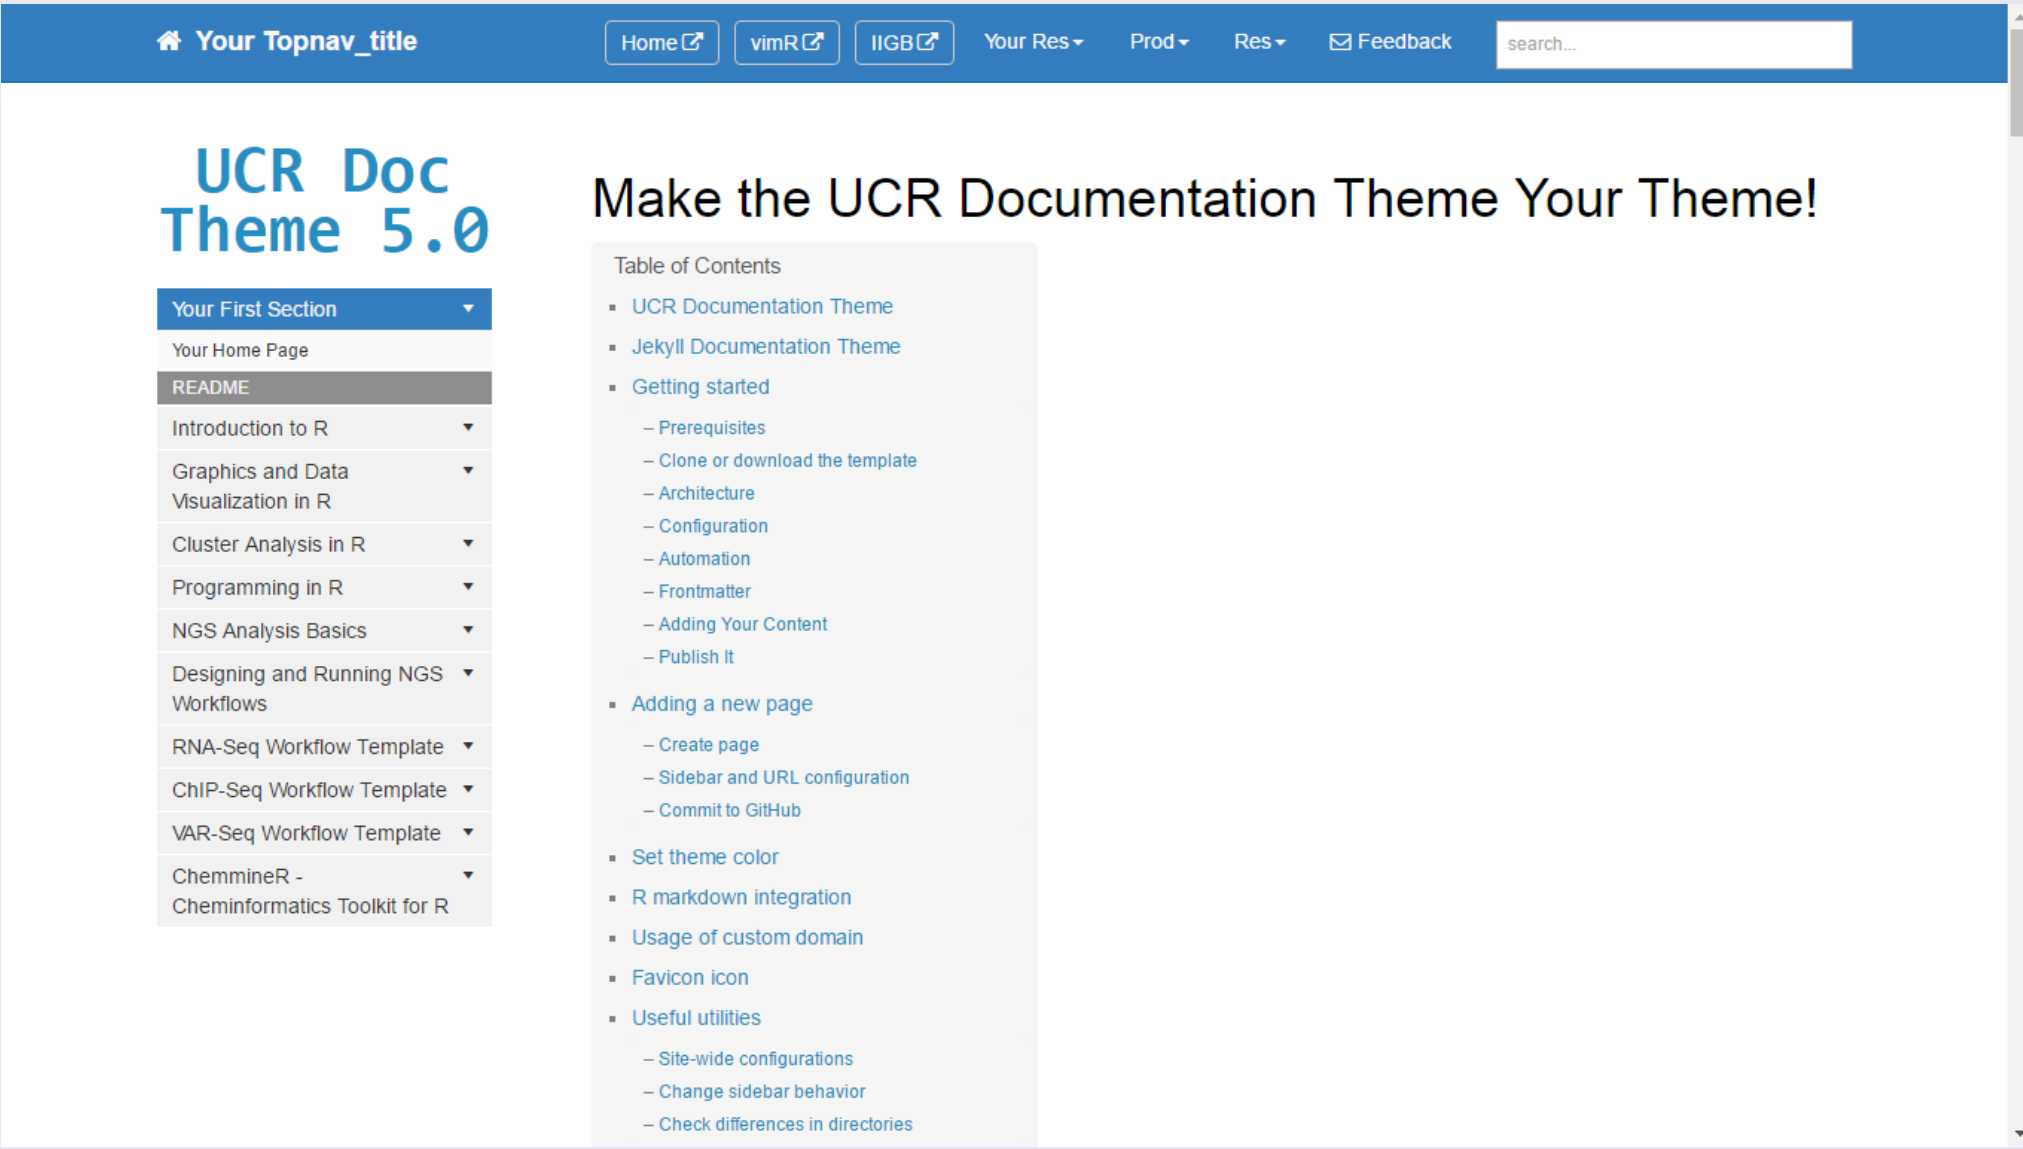 Your Topnav_title
Home
vimR
IIGB
Your Res
Prod
Res
Feedback
search...
UCR Doc
Theme 5.0
Your First Section
Your Home Page
README
Introduction to R
Graphics and Data
Visualization in R
Cluster Analysis in R
Programming in R
NGS Analysis Basics
Designing and Running NGS
Workflows
RNA-Seq Workflow Template
ChIP-Seq Workflow Template
VAR-Seq Workflow Template
ChemmineR -
Cheminformatics Toolkit for R
Make the UCR Documentation Theme Your Theme!
Table of Contents
UCR Documentation Theme
Jekyll Documentation Theme
Getting started
– Prerequisites
– Clone or download the template
– Architecture
– Configuration
– Automation
– Frontmatter
– Adding Your Content
– Publish It
Adding a new page
– Create page
– Sidebar and URL configuration
– Commit to GitHub
Set theme color
R markdown integration
Usage of custom domain
Favicon icon
Useful utilities
– Site-wide configurations
– Change sidebar behavior
– Check differences in directories